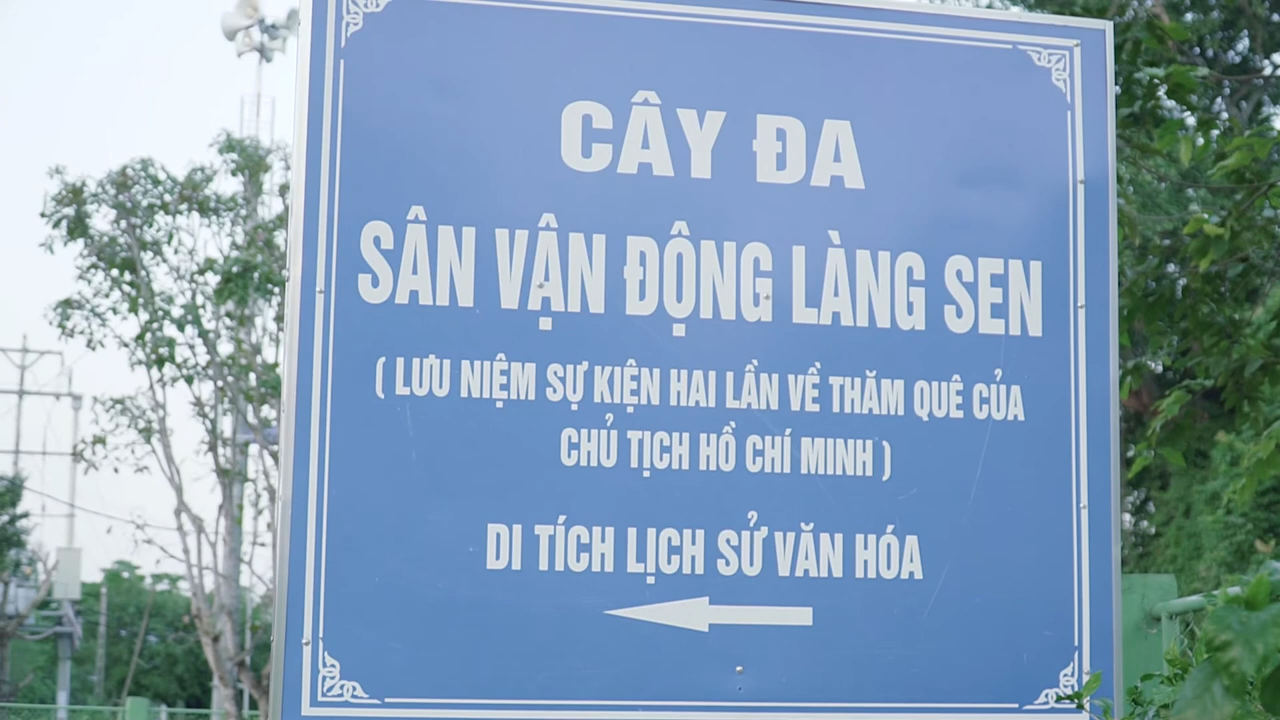 CÂY ĐA
SÂN VẬN ĐỘNG LÀNG SEN
( LƯU NIỆM SỰ KIỆN HAI LẦN VỀ THĂM QUÊ CỦA
CHỦ TỊCH HỒ CHÍ MINH )
DI TÍCH LỊCH SỬ VĂN HÓA